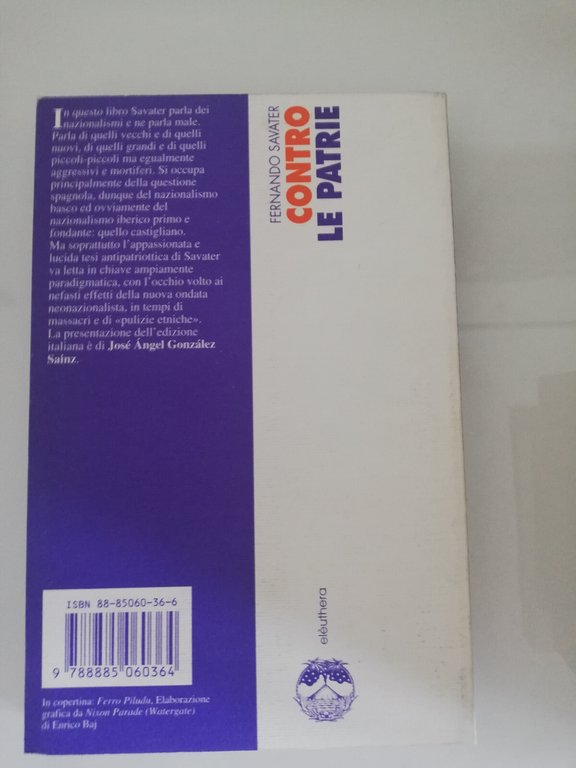 In questo libro Savater parla dei
nazionalismi e ne parla male.
Parla di quelli vecchi e di quelli
nuovi, di quelli grandi e di quelli
piccoli-piccoli ma egualmente
aggressivi e mortiferi. Si occupa
principalmente della questione
spagnola, dunque del nazionalismo
basco ed ovviamente del
nazionalismo iberico primo e
fondante: quello castigliano.
Ma soprattutto l'appassionata e
lucida tesi antipatriottica di Savater
va letta in chiave ampiamente
paradigmatica, con l'occhio volto ai
nefasti effetti della nuova ondata
neonazionalista, in tempi di
massacri e di «pulizie etniche».
La presentazione dell'edizione
italiana è di José Ángel González
Saínz.
FERNANDO SAVATER
CONTRO
LE PATRIE
elèuthera
ISBN 88-85060-36-6
9 788885 060364
In copertina: Ferro Piludu, Elaborazione
grafica da Nixon Parade (Watergate)
di Enrico Baj